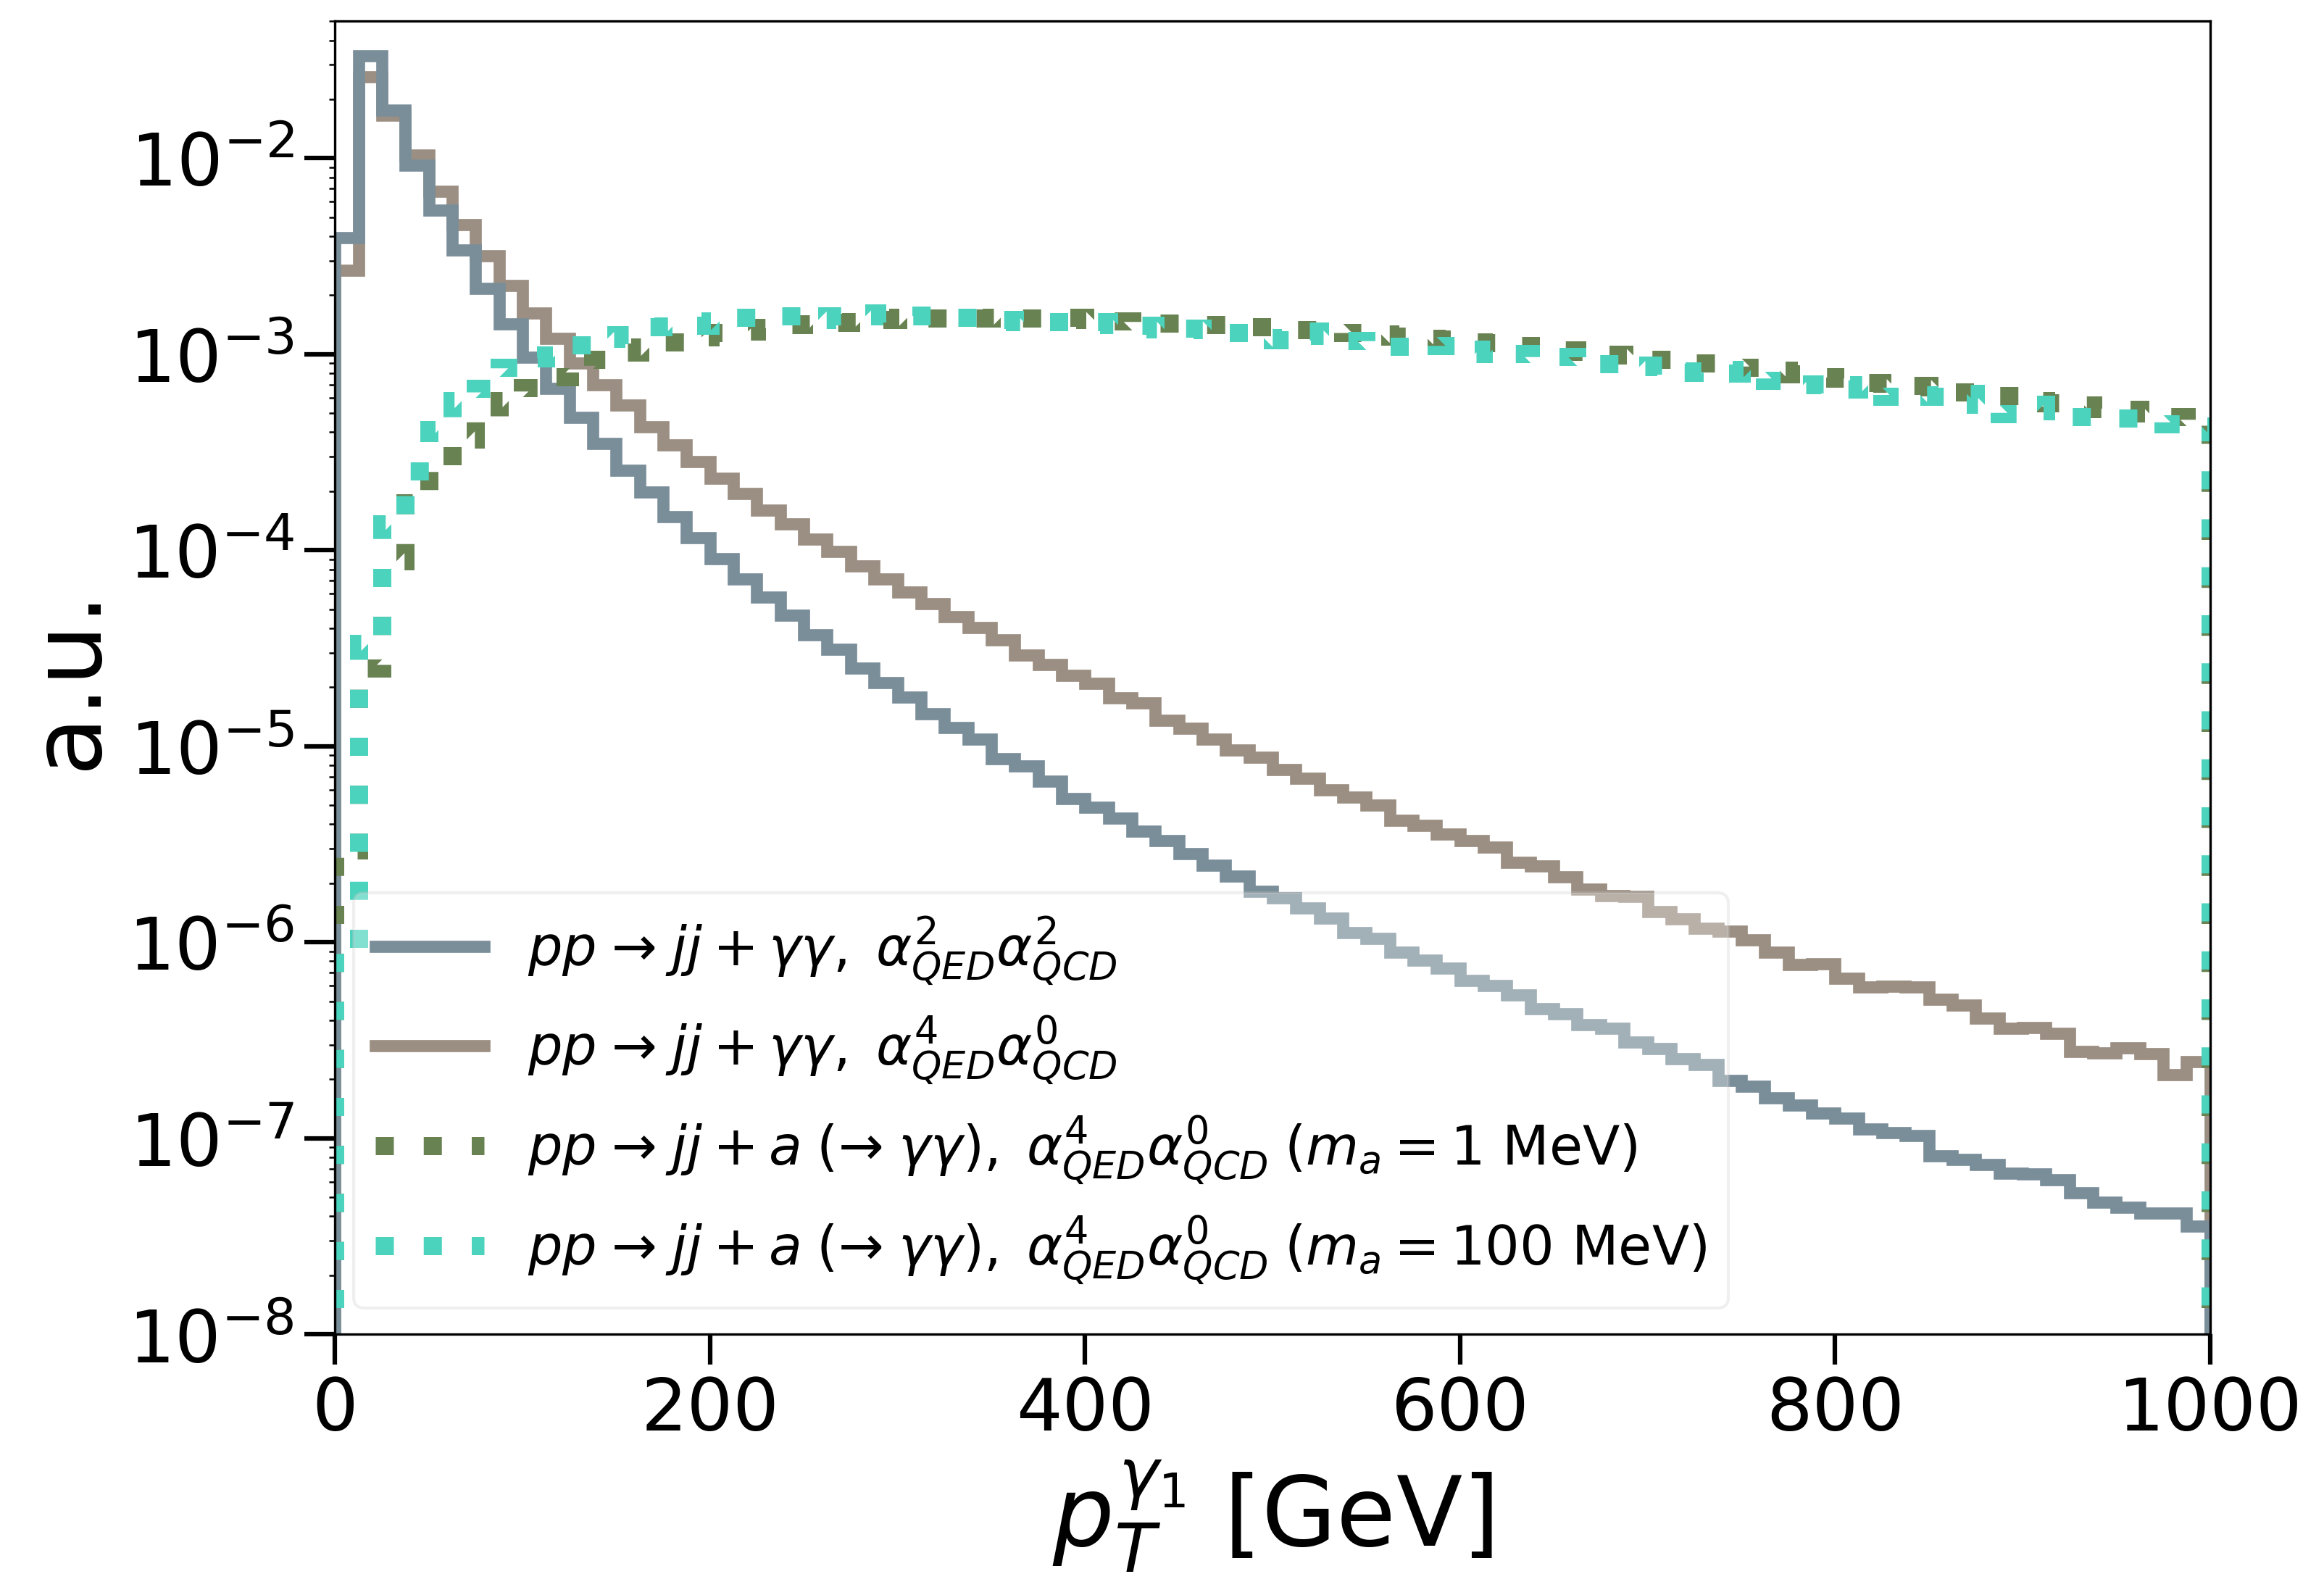 a.u.
10⁻²
10⁻³
10⁻⁴
10⁻⁵
10⁻⁶
10⁻⁷
10⁻⁸
pp → jj + γγ, α²_QED α²_QCD
pp → jj + γγ, α⁴_QED α⁰_QCD
pp → jj + a (→ γγ), α⁴_QED α⁰_QCD (mₐ = 1 MeV)
pp → jj + a (→ γγ), α⁴_QED α⁰_QCD (mₐ = 100 MeV)
0 200 400 600 800 1000
p_T^γ₁ [GeV]